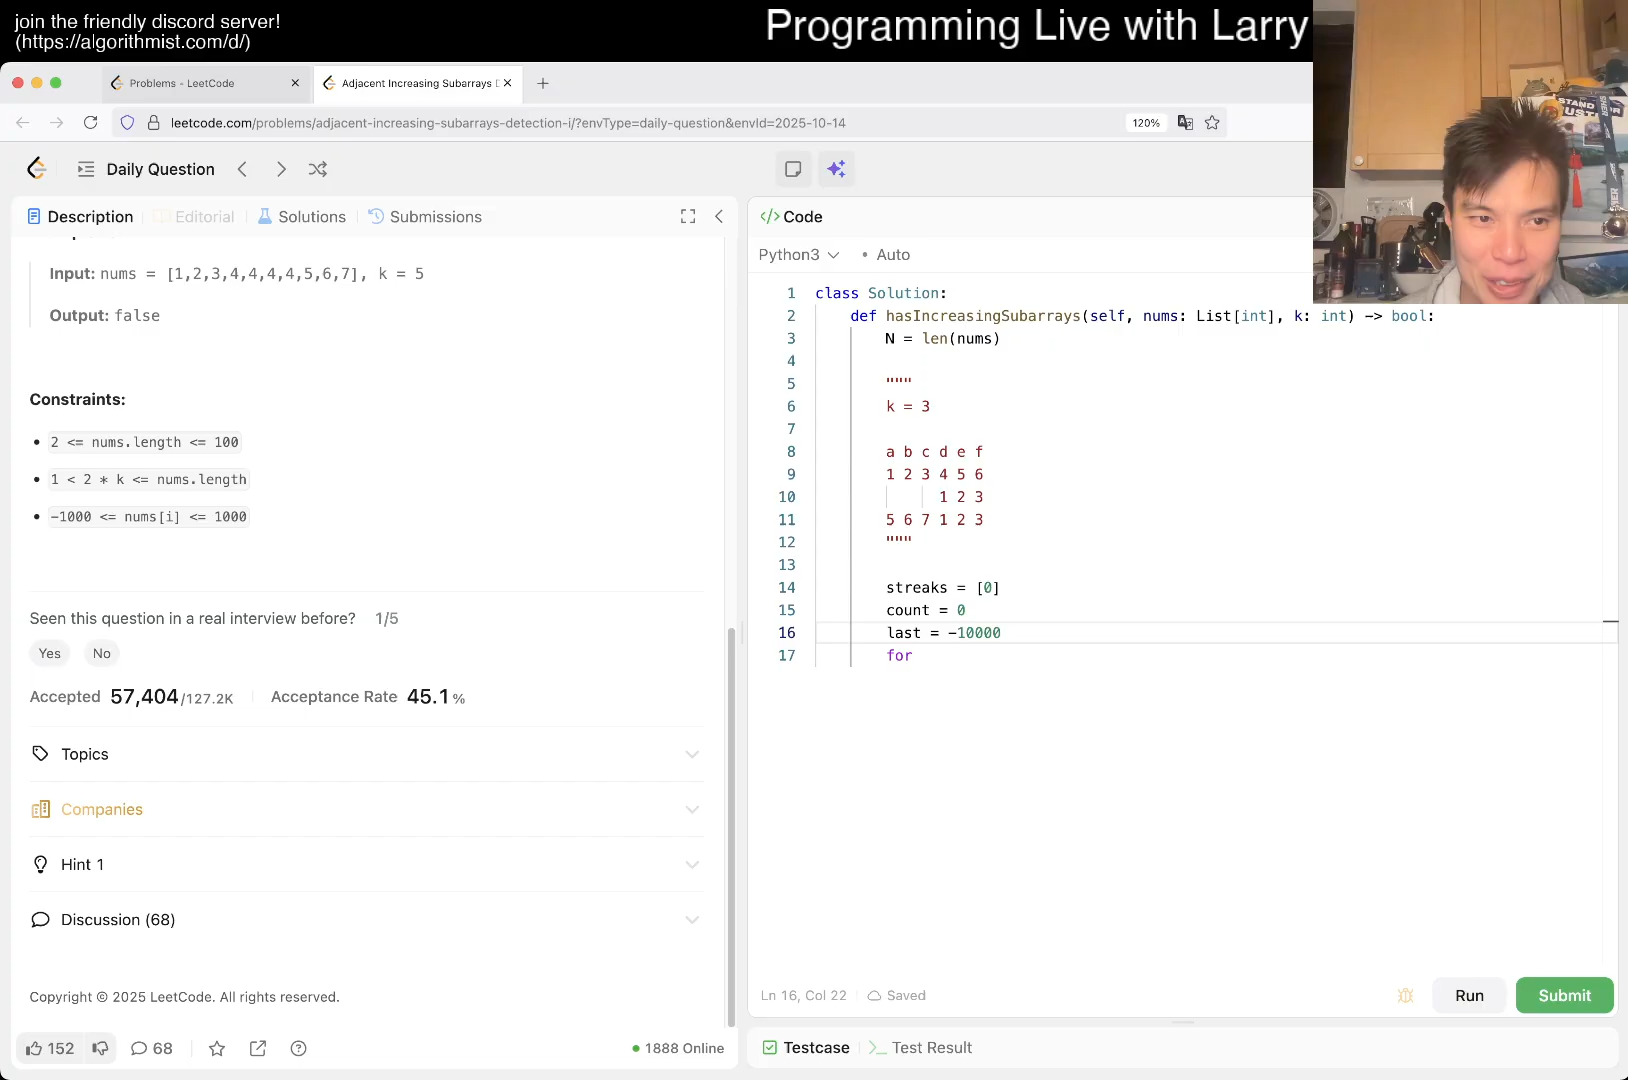 join the friendly discord server!
(https://algorithmist.com/d/)
Programming Live with Larry
Problems - LeetCode
Adjacent Increasing Subarrays D
leetcode.com/problems/adjacent-increasing-subarrays-detection-i/?envType=daily-question&envId=2025-10-14
120%
Daily Question
Description
Editorial
Solutions
Submissions
Input: nums = [1,2,3,4,4,4,4,5,6,7], k = 5
Output: false
Constraints:
2 <= nums.length <= 100
1 < 2 * k <= nums.length
-1000 <= nums[i] <= 1000
Seen this question in a real interview before? 1/5
Yes No
Accepted 57,404/127.2K Acceptance Rate 45.1%
Topics
Companies
Hint 1
Discussion (68)
Copyright © 2025 LeetCode. All rights reserved.
152 68
1888 Online
</> Code
Python3 • Auto
1 class Solution:
2 def hasIncreasingSubarrays(self, nums: List[int], k: int) -> bool:
3 N = len(nums)
4
5 """
6 k = 3
7
8 a b c d e f
9 1 2 3 4 5 6
10 1 2 3
11 5 6 7 1 2 3
12 """
13
14 streaks = [0]
15 count = 0
16 last = -10000
17 for
Ln 16, Col 22 Saved
Run
Submit
Testcase
Test Result